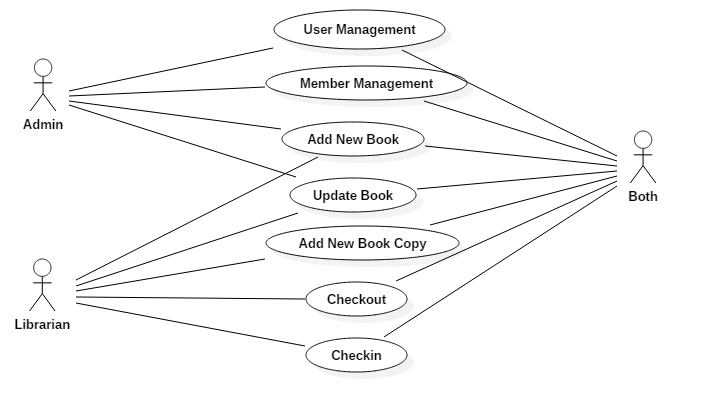 User Management
Member Management
Admin
Add New Book
Update Book
Both
Add New Book Copy
Checkout
Librarian
Checkin